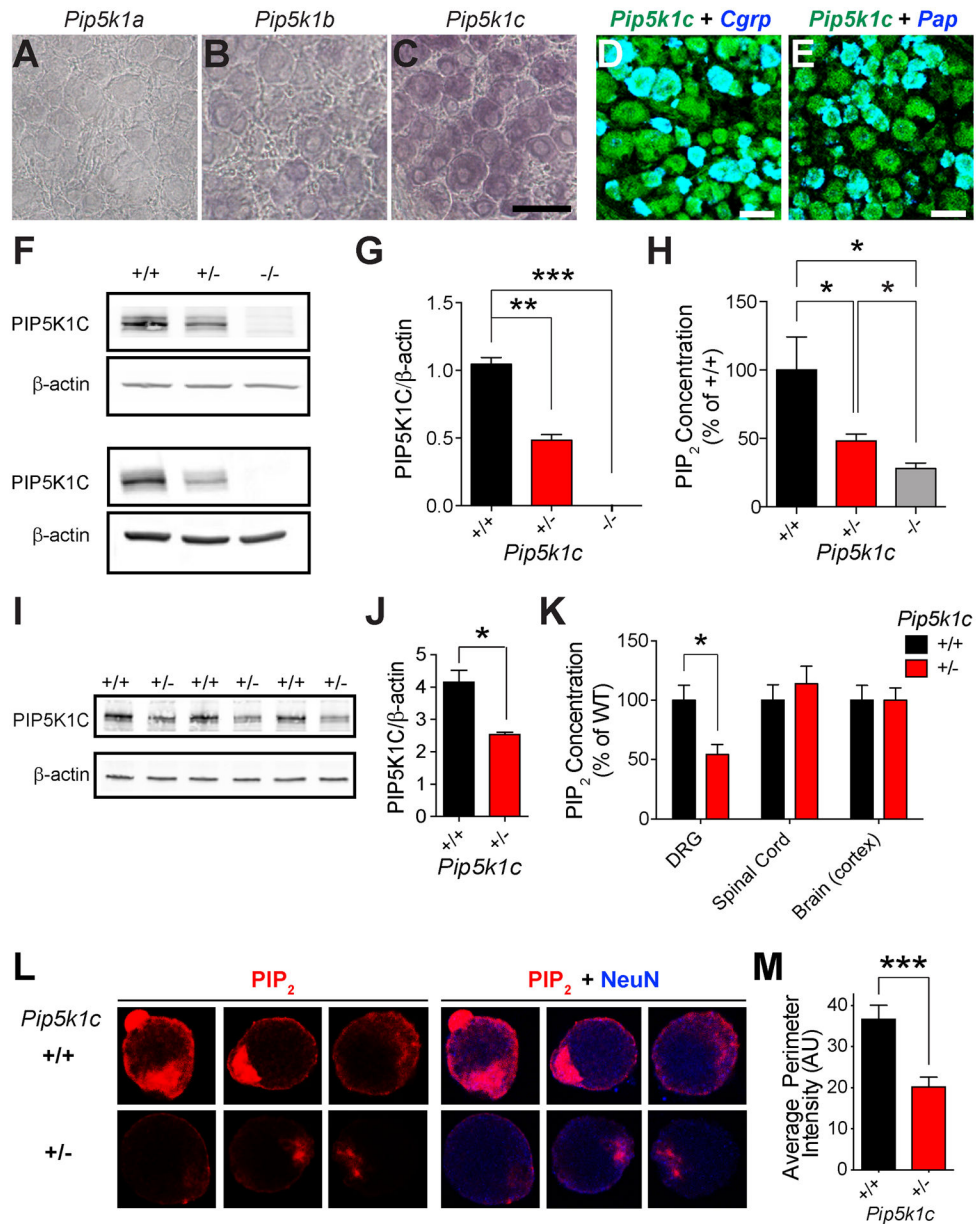 Pip5k1a Pip5k1b Pip5k1c Pip5k1c + Cgrp Pip5k1c + Pap
A B C D E
F
+/+ +/- -/-
PIP5K1C
β-actin
PIP5K1C
β-actin
G
*** 
**
1.5
1.0
0.5
0.0
PIP5K1C/β-actin
+/+ +/- -/-
Pip5k1c
H
*
* *
150
100
50
0
PIP₂ Concentration
(% of +/+)
+/+ +/- -/-
Pip5k1c
I
+/+ +/- +/+ +/- +/+ +/-
PIP5K1C
β-actin
J
*
5
4
3
2
1
0
PIP5K1C/β-actin
+/+ +/-
Pip5k1c
K
Pip5k1c
+/+
+/-
*
150
100
50
0
PIP₂ Concentration
(% of WT)
DRG
Spinal Cord
Brain (cortex)
L
PIP₂ PIP₂ + NeuN
Pip5k1c
+/+
+/-
M
***
40
30
20
10
0
Average Perimeter
Intensity (AU)
+/+ +/-
Pip5k1c